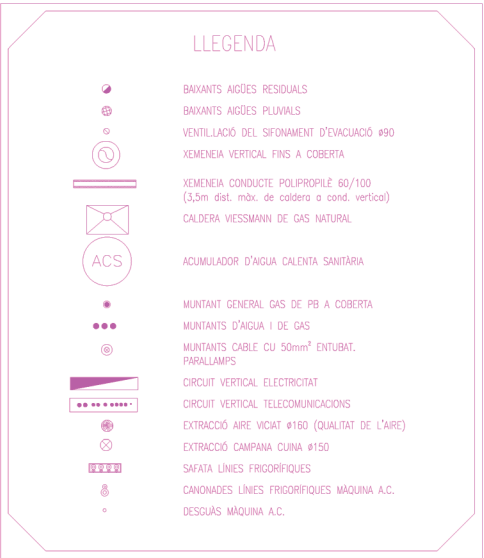 LLEGENDA
BAIXANTS AIGÜES RESIDUALS
BAIXANTS AIGÜES PLUVIALS
VENTIL.LACIÓ DEL SIFONAMENT D'EVACUACIÓ ø90
XEMENEIA VERTICAL FINS A COBERTA
XEMENEIA CONDUCTE POLIPROPILÈ 60/100
(3,5m dist. màx. de caldera a cond. vertical)
CALDERA VIESSMANN DE GAS NATURAL
ACS
ACUMULADOR D'AIGUA CALENTA SANITÀRIA
MUNTANT GENERAL GAS DE PB A COBERTA
MUNTANTS D'AIGUA I DE GAS
MUNTANTS CABLE CU 50mm² ENTUBAT.
PARALLAMPS
CIRCUIT VERTICAL ELECTRICITAT
CIRCUIT VERTICAL TELECOMUNICACIONS
EXTRACCIÓ AIRE VICIAT ø160 (QUALITAT DE L'AIRE)
EXTRACCIÓ CAMPANA CUINA ø150
SAFATA LÍNIES FRIGORÍFIQUES
CANONADES LÍNIES FRIGORÍFIQUES MÀQUINA A.C.
DESGUÀS MÀQUINA A.C.